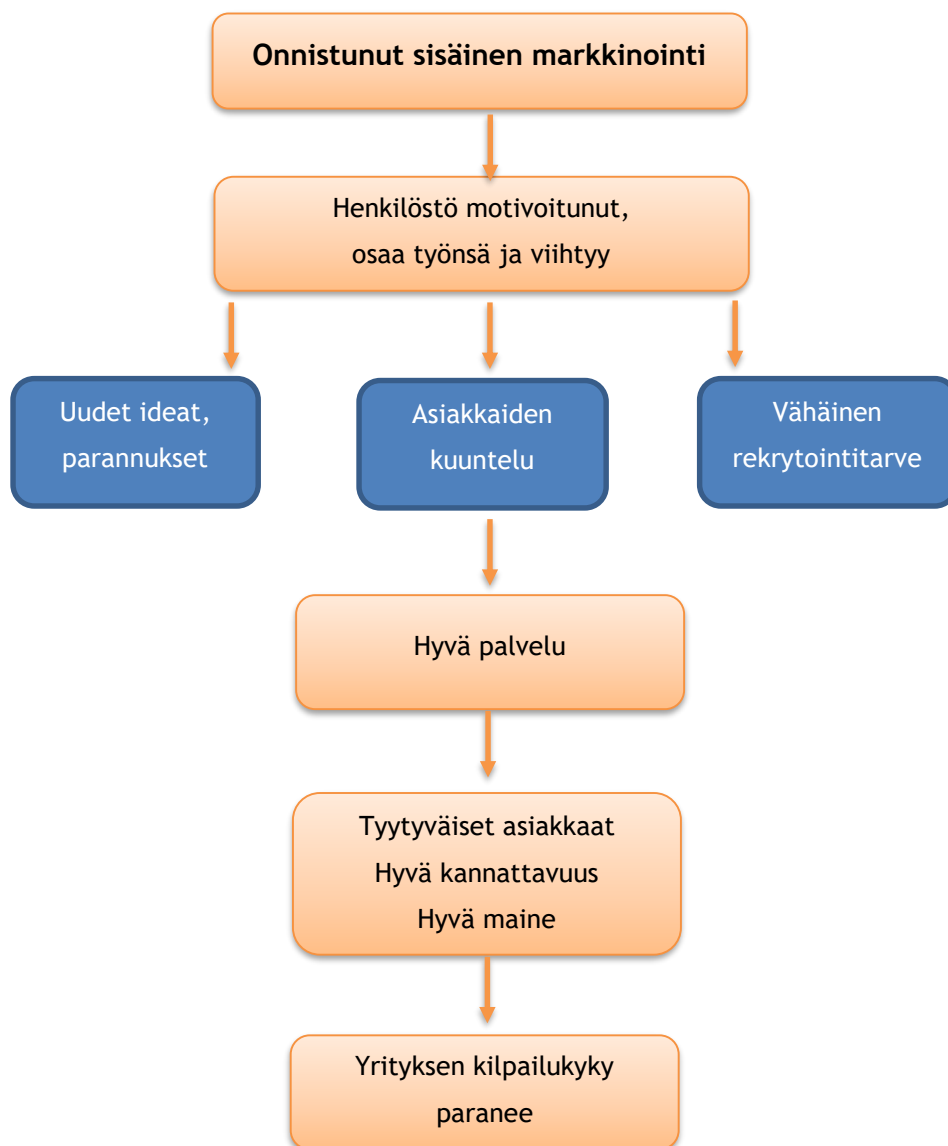 Onnistunut sisäinen markkinointi
Henkilöstö motivoitunut,
osaa työnsä ja viihtyy
Uudet ideat,
parannukset
Asiakkaiden
kuuntelu
Vähäinen
rekrytointitarve
Hyvä palvelu
Tyytyväiset asiakkaat
Hyvä kannattavuus
Hyvä maine
Yrityksen kilpailukyky
paranee